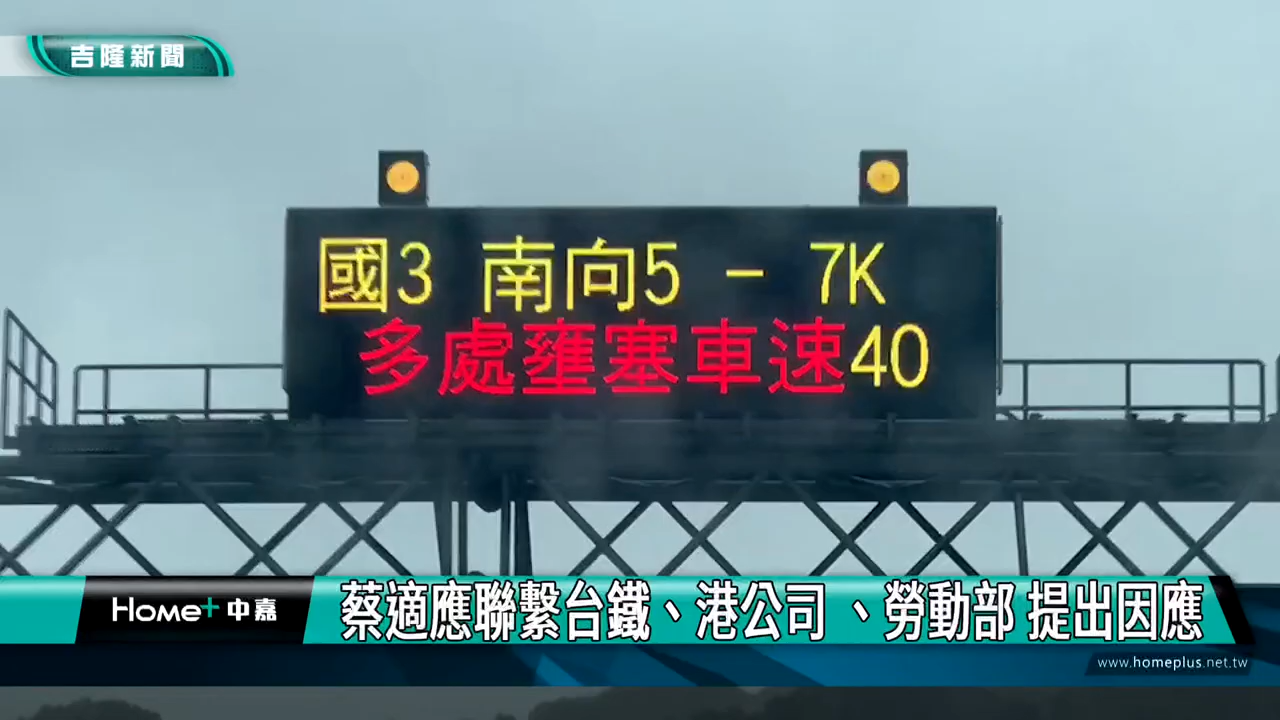 吉隆新聞
國3 南向5 - 7K
多處壅塞車速40
Home+中嘉
蔡適應聯繫台鐵、港公司、勞動部 提出因應
www.homeplus.net.tw